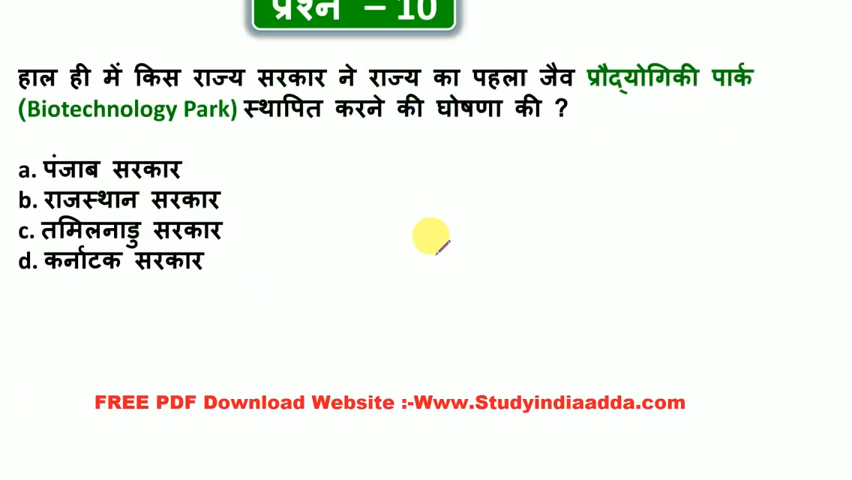 प्रश्न – 10
हाल ही में किस राज्य सरकार ने राज्य का पहला जैव प्रौद्योगिकी पार्क
(Biotechnology Park) स्थापित करने की घोषणा की ?
a. पंजाब सरकार
b. राजस्थान सरकार
c. तमिलनाडु सरकार
d. कर्नाटक सरकार
FREE PDF Download Website :-Www.Studyindiaadda.com